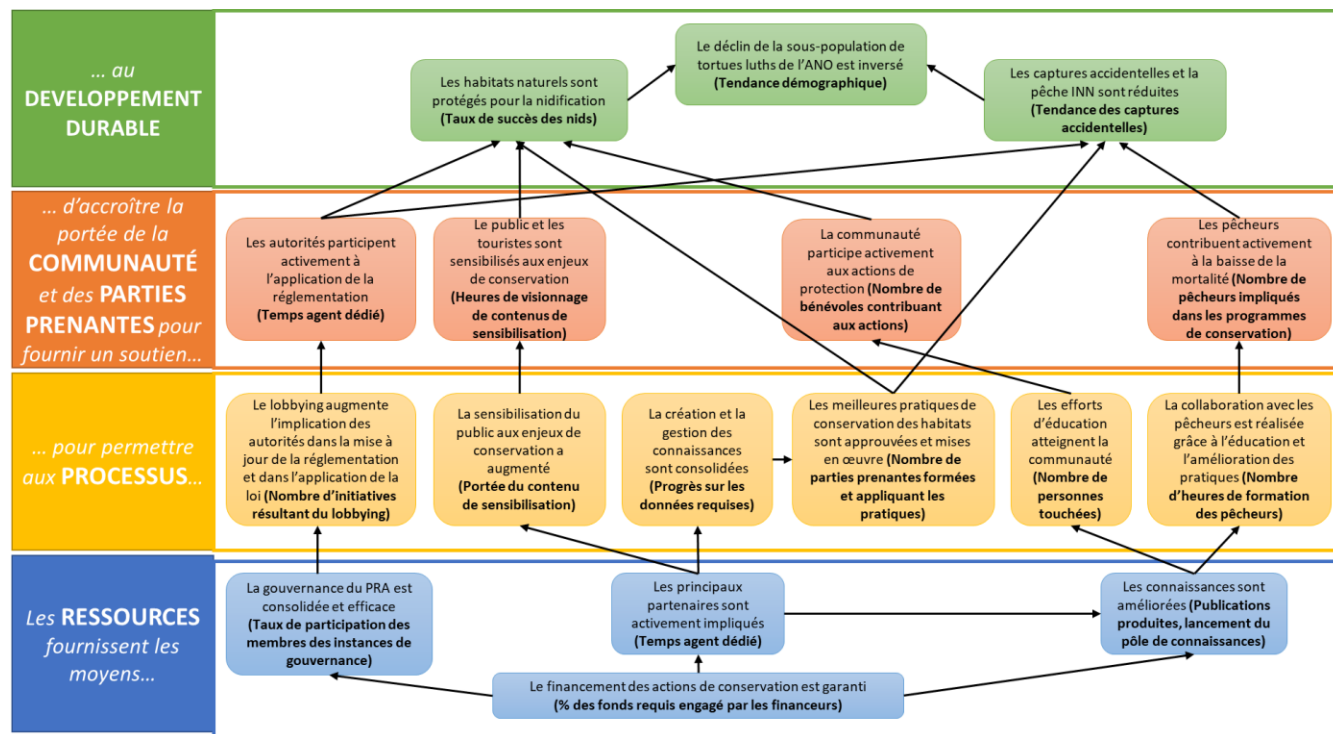 ... au
DEVELOPPEMENT
DURABLE
Le déclin de la sous-population de
tortues luths de l'ANO est inversé
(Tendance démographique)
Les habitats naturels sont
protégés pour la nidification
(Taux de succès des nids)
Les captures accidentelles et la
pêche INN sont réduites
(Tendance des captures
accidentelles)
... d'accroître la
portée de la
COMMUNAUTÉ
et des PARTIES
PRENANTES pour
fournir un soutien...
Les autorités participent
activement à
l'application de la
réglementation
(Temps agent dédié)
Le public et les
touristes sont
sensibilisés aux enjeux
de conservation
(Heures de visionnage
de contenus de
sensibilisation)
La communauté
participe activement
aux actions de
protection (Nombre de
bénévoles contribuant
aux actions)
Les pêcheurs
contribuent activement
à la baisse de la
mortalité (Nombre de
pêcheurs impliqués
dans les programmes
de conservation)
... pour permettre
aux PROCESSUS...
Le lobbying augmente
l'implication des
autorités dans la mise à
jour de la réglementation
et dans l'application de la
loi (Nombre d'initiatives
résultant du lobbying)
La sensibilisation du
public aux enjeux de
conservation a
augmenté
(Portée du contenu
de sensibilisation)
La création et la
gestion des
connaissances
sont consolidées
(Progrès sur les
données requises)
Les meilleures pratiques de
conservation des habitats
sont approuvées et mises
en œuvre (Nombre de
parties prenantes formées
et appliquant les
pratiques)
Les efforts
d'éducation
atteignent la
communauté
(Nombre de
personnes
touchées)
La collaboration avec les
pêcheurs est réalisée
grâce à l'éducation et
l'amélioration des
pratiques (Nombre
d'heures de formation
des pêcheurs)
Les RESSOURCES
fournissent les
moyens...
La gouvernance du PRA est
consolidée et efficace
(Taux de participation des
membres des instances de
gouvernance)
Les principaux
partenaires sont
activement impliqués
(Temps agent dédié)
Les connaissances sont
améliorées (Publications
produites, lancement du
pôle de connaissances)
Le financement des actions de conservation est garanti
(% des fonds requis engagé par les financeurs)